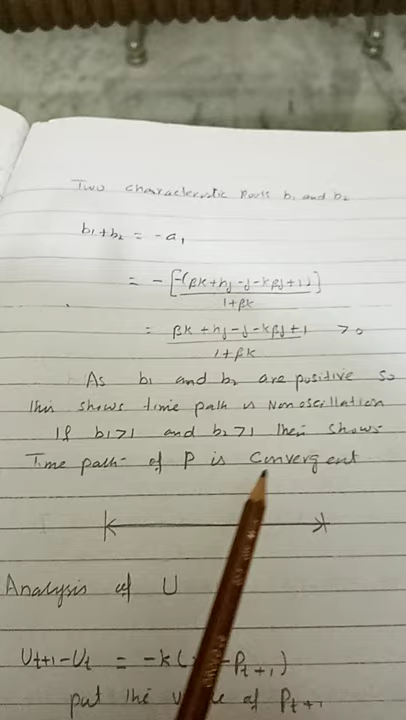 Two characteristic roots b1 and b2
b1+b2 = -a1
= -[-(βk+hj-j-kβj+1)]
1+βk
= βk+hj-j-kβj+1 >0
1+βk
As b1 and b2 are positive so
this shows time path is Nonoscillation
If b1>1 and b2>1 then shows
Time path of P is Convergent
Analysis of U
Ut+1-Ut = -k( -Pt+1)
put the of Pt+1